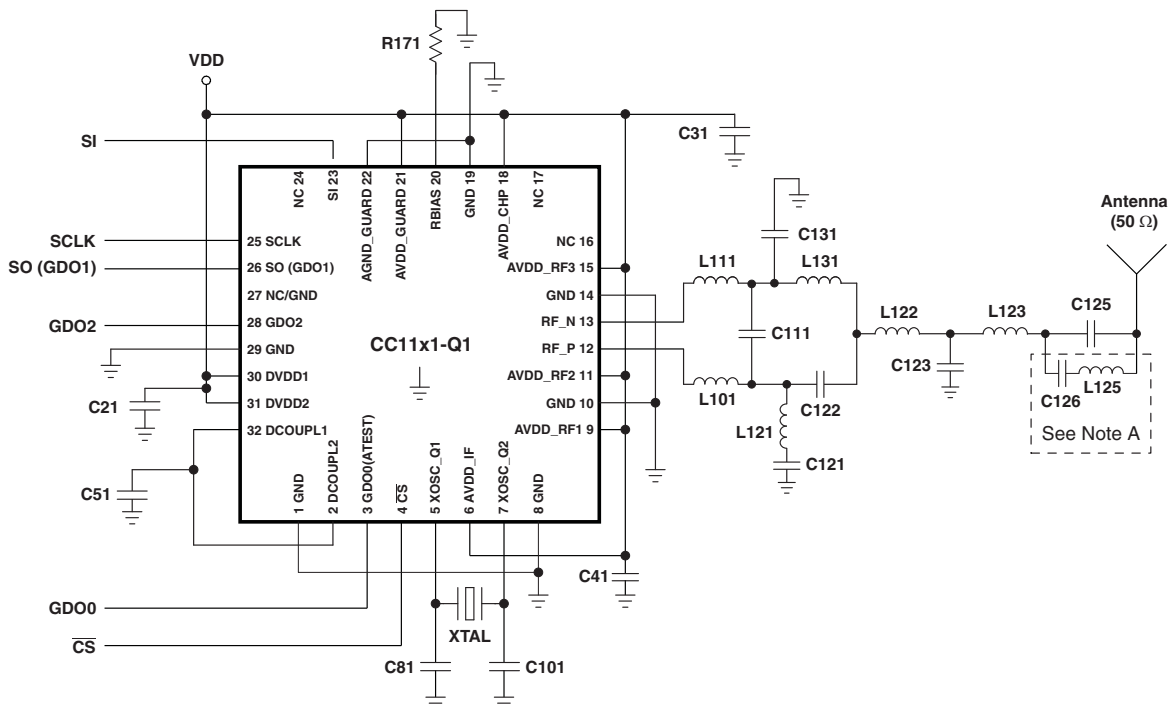 R171
VDD
C31
SI
NC 24
SI 23
AGND_GUARD 22
AVDD_GUARD 21
RBIAS 20
GND 19
AVDD_CHP 18
NC 17
Antenna
(50 Ω)
SCLK
25 SCLK
NC 16
C131
SO (GDO1)
26 SO (GDO1)
AVDD_RF3 15
L111
L131
27 NC/GND
GND 14
GDO2
28 GDO2
RF_N 13
L122
L123
C125
29 GND
CC11x1-Q1
RF_P 12
C111
30 DVDD1
AVDD_RF2 11
C123
L125
C21
31 DVDD2
GND 10
L101
C122
C126
32 DCOUPL1
AVDD_RF1 9
L121
See Note A
C121
C51
1 GND
2 DCOUPL2
3 GDO0(ATEST)
4 CS
5 XOSC_Q1
6 AVDD_IF
7 XOSC_Q2
8 GND
C41
GDO0
XTAL
CS
C81
C101